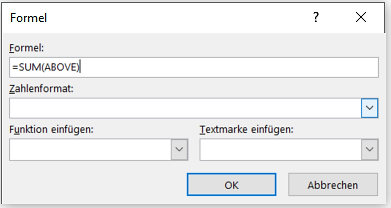 Formel
Formel:
=SUM(ABOVE)
Zahlenformat:
Funktion einfügen: Textmarke einfügen:
OK Abbrechen